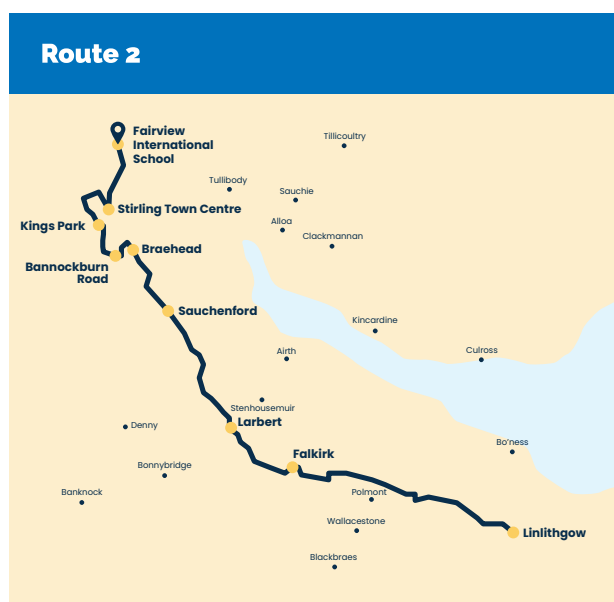 Route 2
Fairview
International
School
Tillicoultry
Tullibody
Sauchie
Stirling Town Centre
Alloa
Kings Park
Clackmannan
Braehead
Bannockburn
Road
Sauchenford
Kincardine
Airth
Culross
Stenhousemuir
Larbert
Denny
Bo'ness
Falkirk
Bonnybridge
Banknock
Polmont
Wallacestone
Linlithgow
Blackbraes